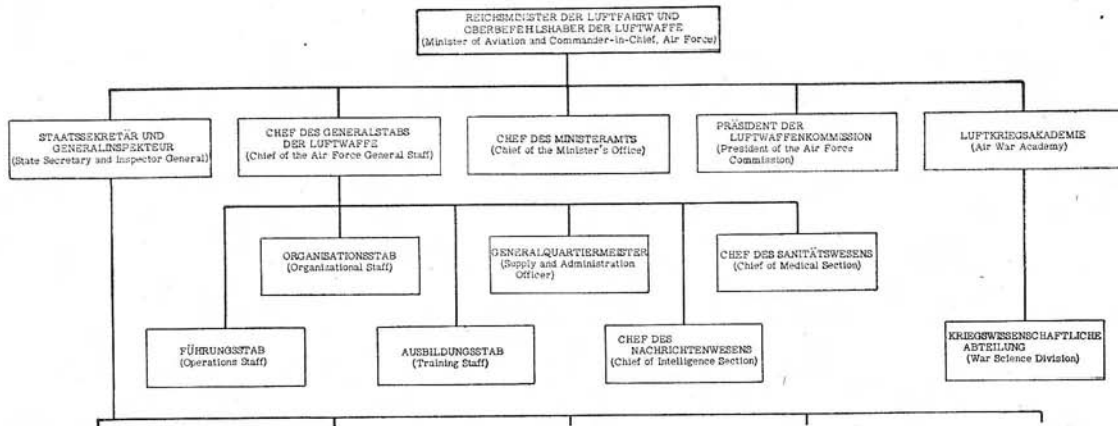 REICHSMINISTER DER LUFTFAHRT UND
OBERBEFEHLSHABER DER LUFTWAFFE
(Minister of Aviation and Commander-in-Chief, Air Force)
STAATSSEKRETÄR UND
GENERALINSPEKTEUR
(State Secretary and Inspector General)
CHEF DES GENERALSTABS
DER LUFTWAFFE
(Chief of the Air Force General Staff)
CHEF DES MINISTERAMTS
(Chief of the Minister's Office)
PRÄSIDENT DER
LUFTWAFFENKOMMISSION
(President of the Air Force
Commission)
LUFTKRIEGSAKADEMIE
(Air War Academy)
ORGANISATIONSSTAB
(Organizational Staff)
GENERALQUARTIERMEISTER
(Supply and Administration
Officer)
CHEF DES SANITÄTSWESENS
(Chief of Medical Section)
FÜHRUNGSSTAB
(Operations Staff)
AUSBILDUNGSSTAB
(Training Staff)
CHEF DES
NACHRICHTENWESENS
(Chief of Intelligence Section)
KRIEGSWISSENSCHAFTLICHE
ABTEILUNG
(War Science Division)